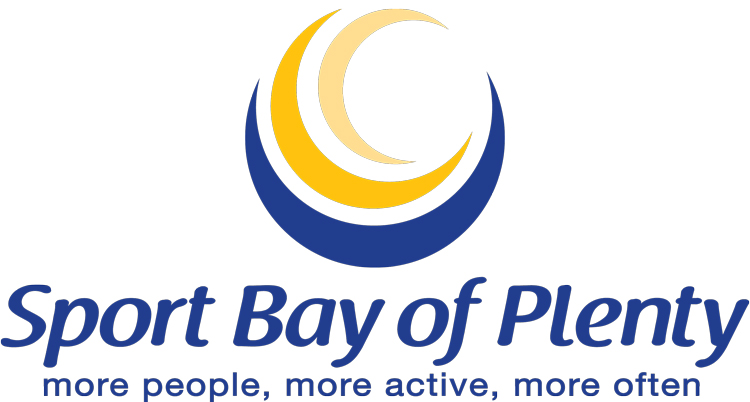 Sport Bay of Plenty
more people, more active, more often